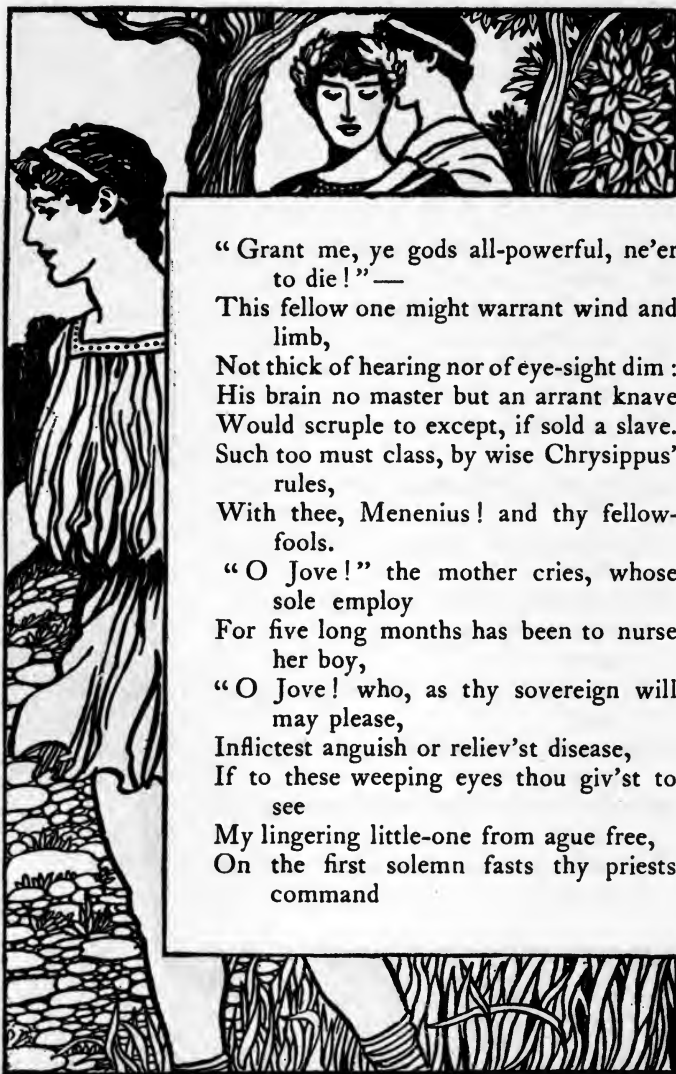 “ Grant me, ye gods all-powerful, ne’er
to die ! ”—
This fellow one might warrant wind and
limb,
Not thick of hearing nor of eye-sight dim :
His brain no master but an arrant knave
Would scruple to except, if sold a slave.
Such too must class, by wise Chrysippus’
rules,
With thee, Menenius ! and thy fellow-
fools.
“ O Jove ! ” the mother cries, whose
sole employ
For five long months has been to nurse
her boy,
“ O Jove ! who, as thy sovereign will
may please,
Inflictest anguish or reliev’st disease,
If to these weeping eyes thou giv’st to
see
My lingering little-one from ague free,
On the first solemn fasts thy priests
command